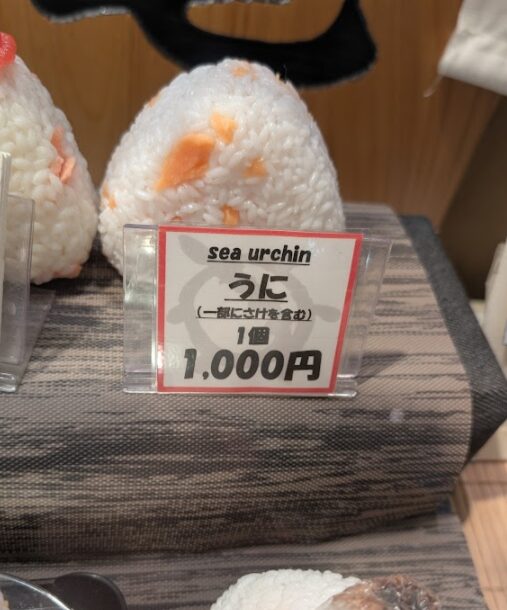 sea urchin
うに
（一部にさけを含む）
1個
1,000円